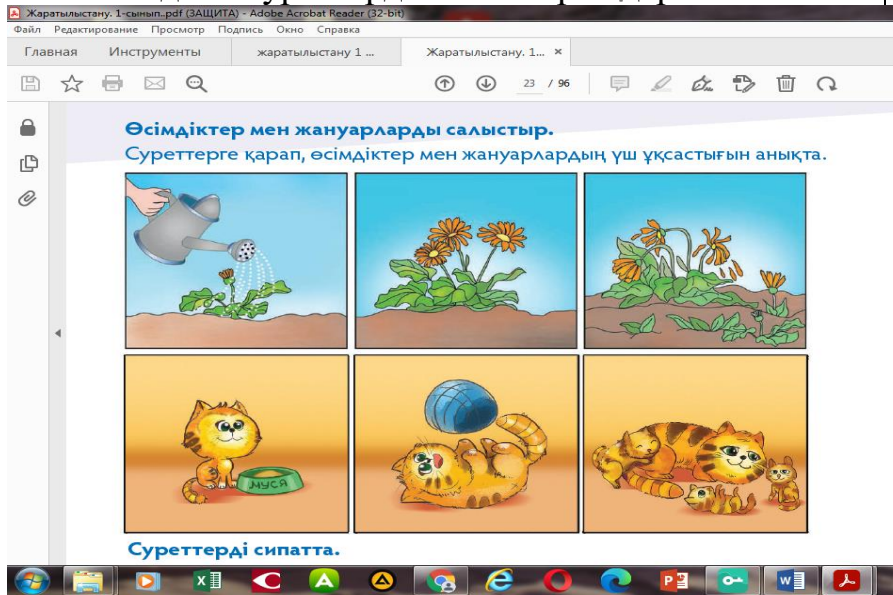 Жаратылыстану. 1-сынып..pdf (ЗАЩИТА) - Adobe Acrobat Reader (32-bit)
Файл Редактирование Просмотр Подпись Окно Справка
Главная Инструменты жаратылыстану 1 ... Жаратылыстану. 1... ×
23 / 96
Өсімдіктер мен жануарларды салыстыр.
Суреттерге қарап, өсімдіктер мен жануарлардың үш ұқсастығын анықта.
МУСЯ
Суреттерді сипатта.